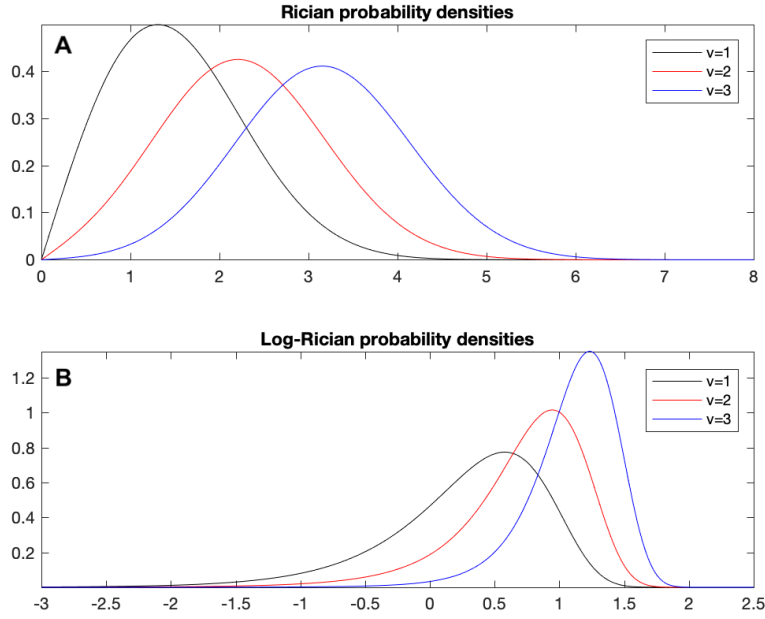 Rician probability densities
A
v=1
v=2
v=3
0.4
0.3
0.2
0.1
0
0 1 2 3 4 5 6 7 8
Log-Rician probability densities
B
v=1
v=2
v=3
1.2
1
0.8
0.6
0.4
0.2
-3 -2.5 -2 -1.5 -1 -0.5 0 0.5 1 1.5 2 2.5